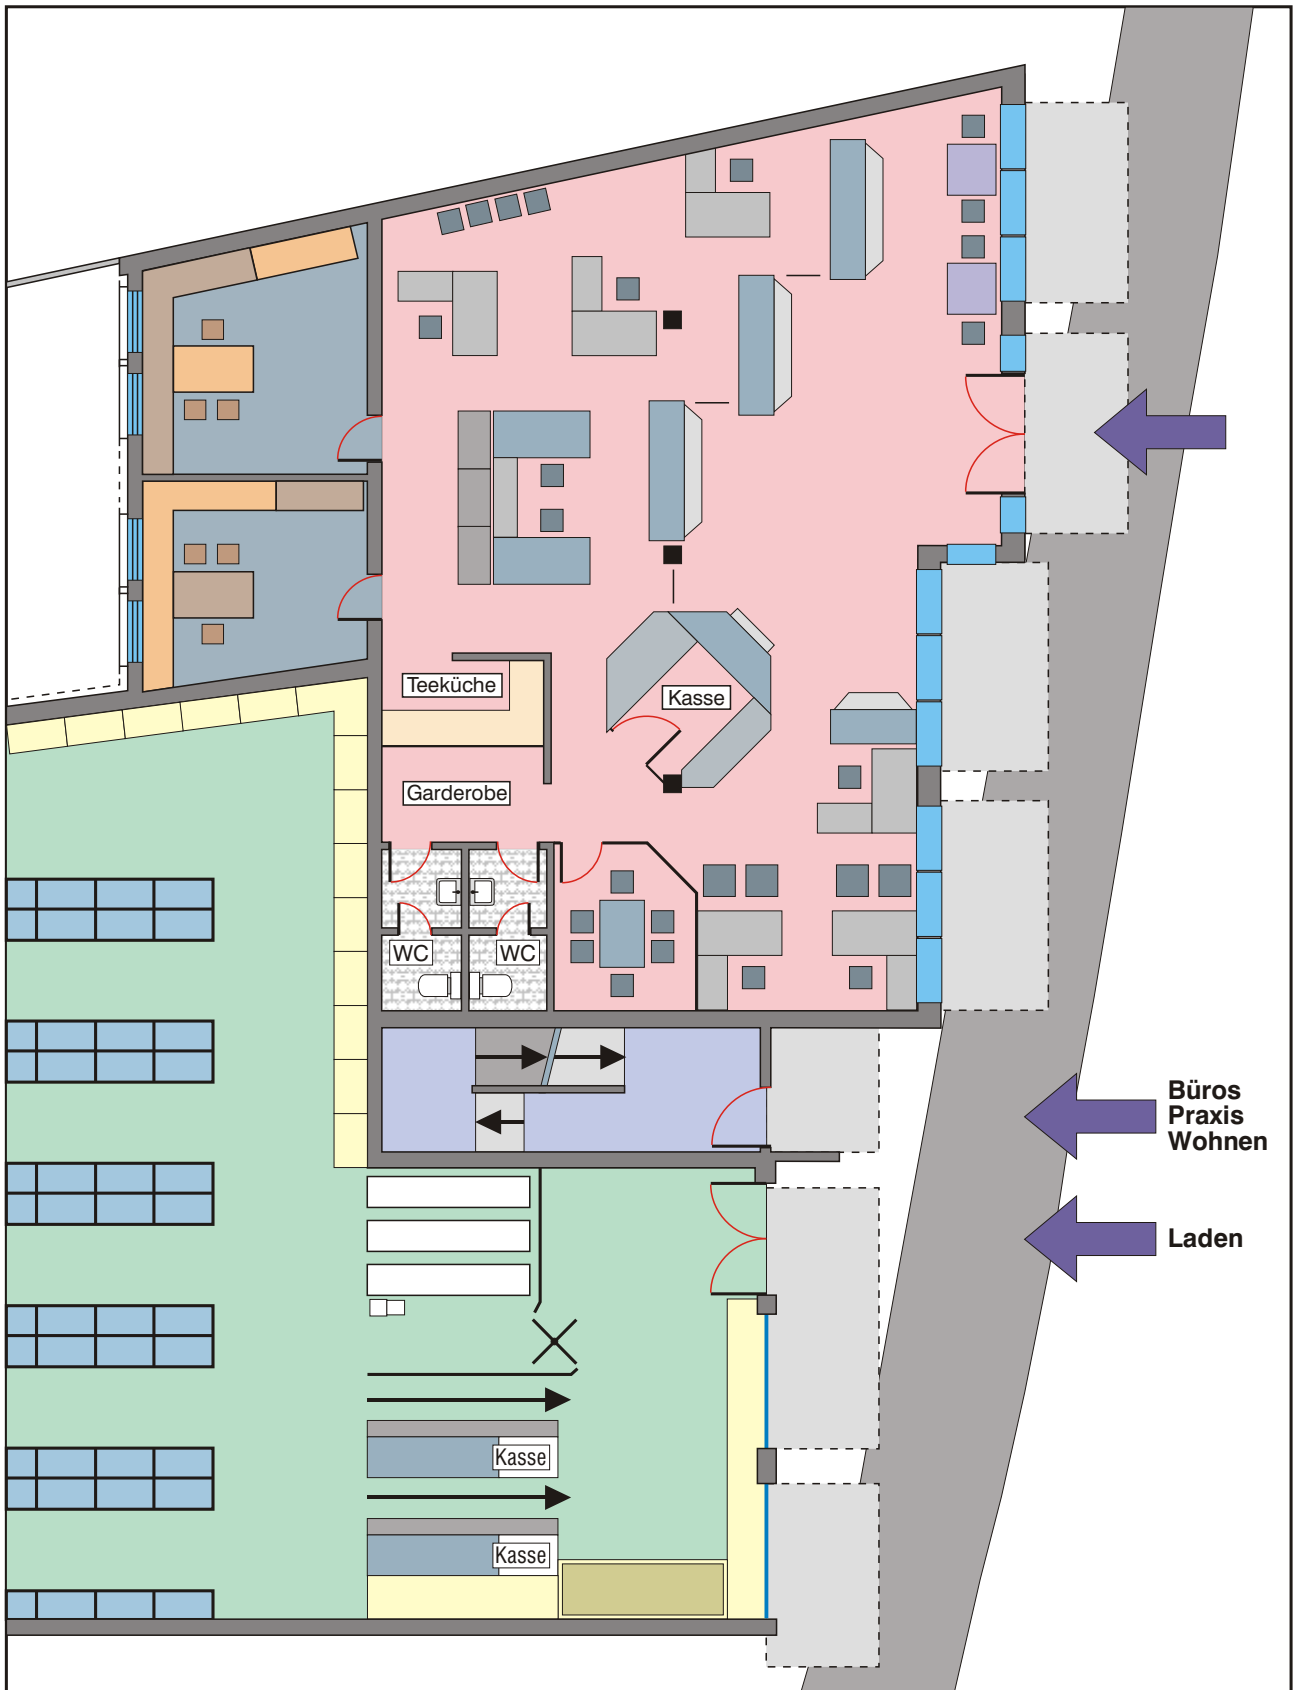 Teeküche
Kasse
Garderobe
WC
WC
Büros
Praxis
Wohnen
Laden
Kasse
Kasse